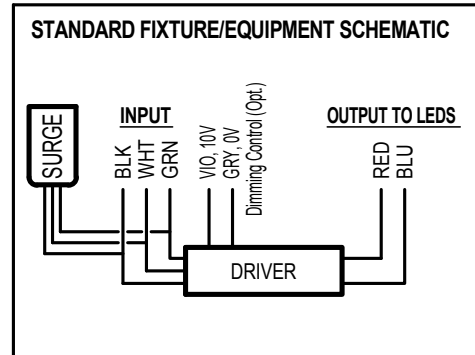 STANDARD FIXTURE/EQUIPMENT SCHEMATIC
SURGE
INPUT
BLK
WHT
GRN
VIO, 10V
GRY, 0V
Dimming Control (Opt.)
OUTPUT TO LEDS
RED
BLU
DRIVER